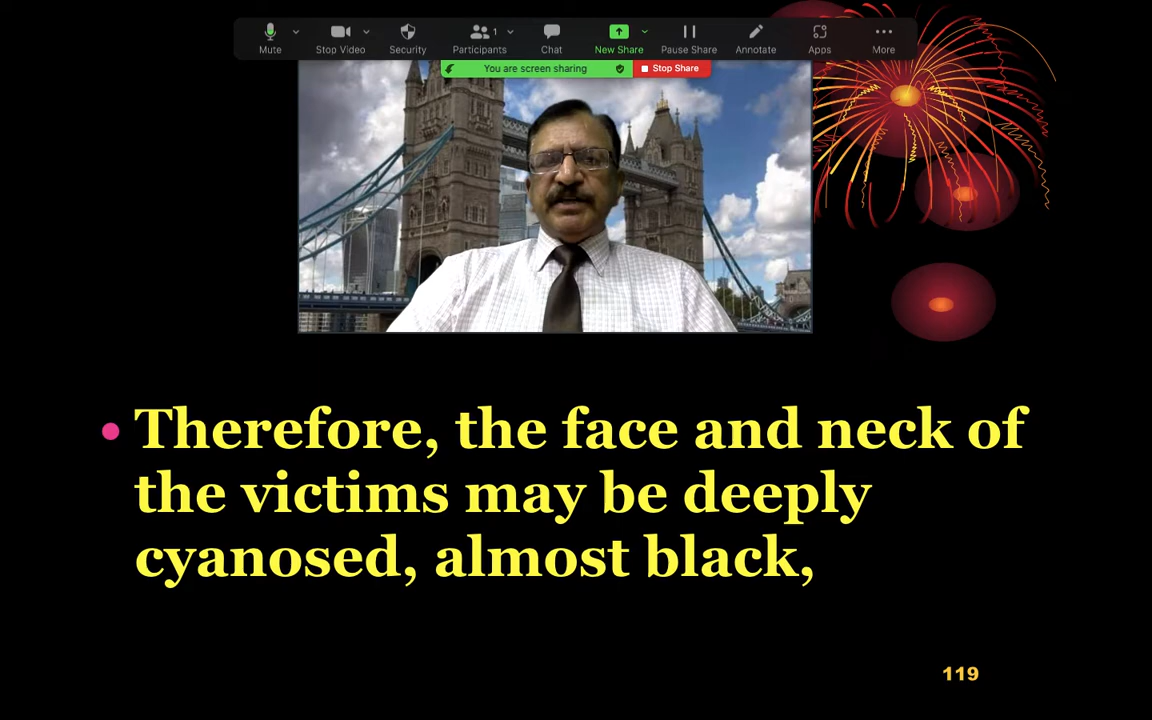 Mute
Stop Video
Security
Participants 1
Chat
New Share
Pause Share
Annotate
Apps
More
You are screen sharing
Stop Share
Therefore, the face and neck of
the victims may be deeply
cyanosed, almost black,
119